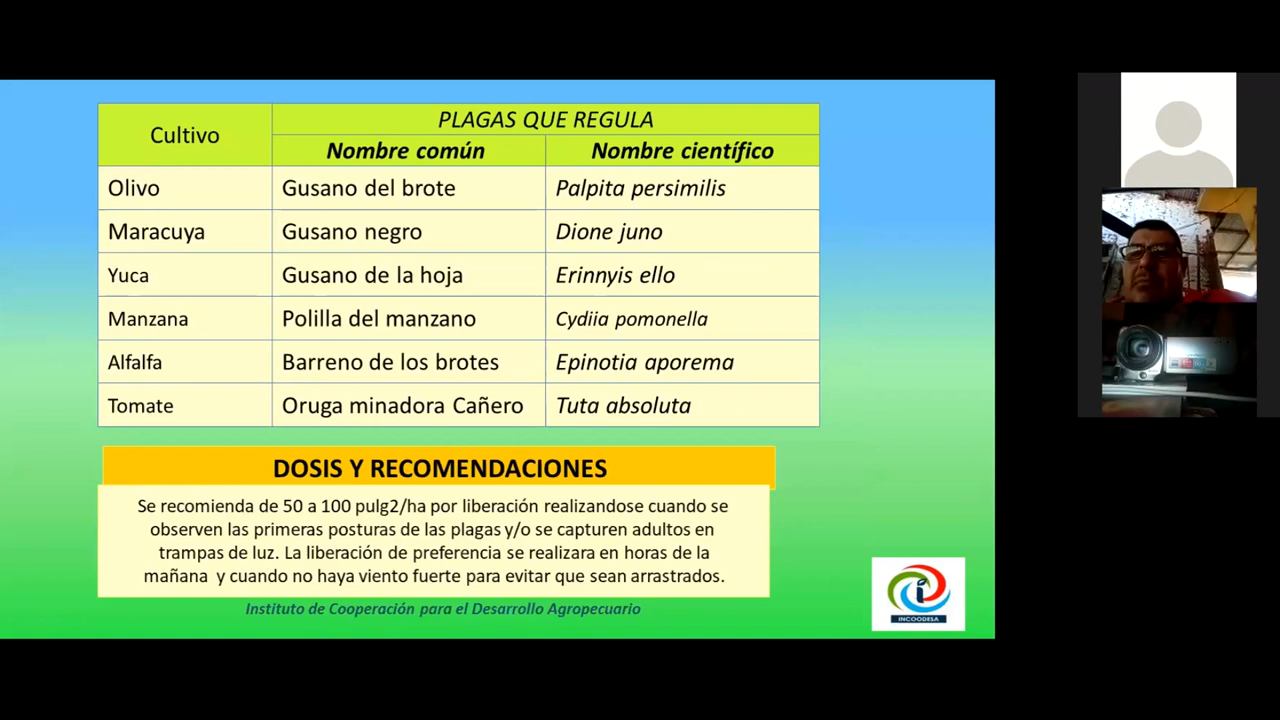 Cultivo
PLAGAS QUE REGULA
Nombre común Nombre científico
Olivo Gusano del brote Palpita persimilis
Maracuya Gusano negro Dione juno
Yuca Gusano de la hoja Erinnyis ello
Manzana Polilla del manzano Cydiia pomonella
Alfalfa Barreno de los brotes Epinotia aporema
Tomate Oruga minadora Cañero Tuta absoluta
DOSIS Y RECOMENDACIONES
Se recomienda de 50 a 100 pulg2/ha por liberación realizandose cuando se
observen las primeras posturas de las plagas y/o se capturen adultos en
trampas de luz. La liberación de preferencia se realizara en horas de la
mañana y cuando no haya viento fuerte para evitar que sean arrastrados.
Instituto de Cooperación para el Desarrollo Agropecuario
INCOODESA